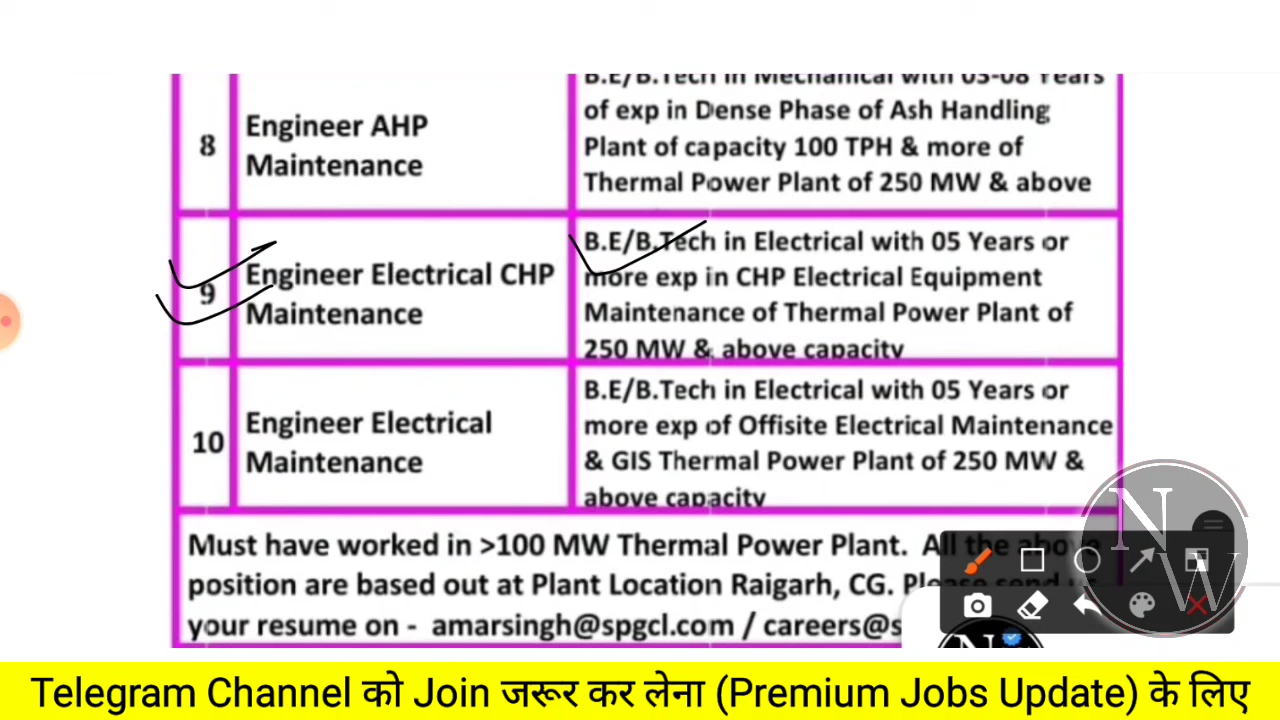 8
Engineer AHP
Maintenance
B.E/B.Tech in Mechanical with 05-08 Years
of exp in Dense Phase of Ash Handling
Plant of capacity 100 TPH & more of
Thermal Power Plant of 250 MW & above
9
Engineer Electrical CHP
Maintenance
B.E/B.Tech in Electrical with 05 Years or
more exp in CHP Electrical Equipment
Maintenance of Thermal Power Plant of
250 MW & above capacity
10
Engineer Electrical
Maintenance
B.E/B.Tech in Electrical with 05 Years or
more exp of Offisite Electrical Maintenance
& GIS Thermal Power Plant of 250 MW &
above capacity
Must have worked in >100 MW Thermal Power Plant. All the above
position are based out at Plant Location Raigarh, CG. Please send us
your resume on - amarsingh@spgcl.com / careers@s
N
W
Telegram Channel को Join जरूर कर लेना (Premium Jobs Update) के लिए